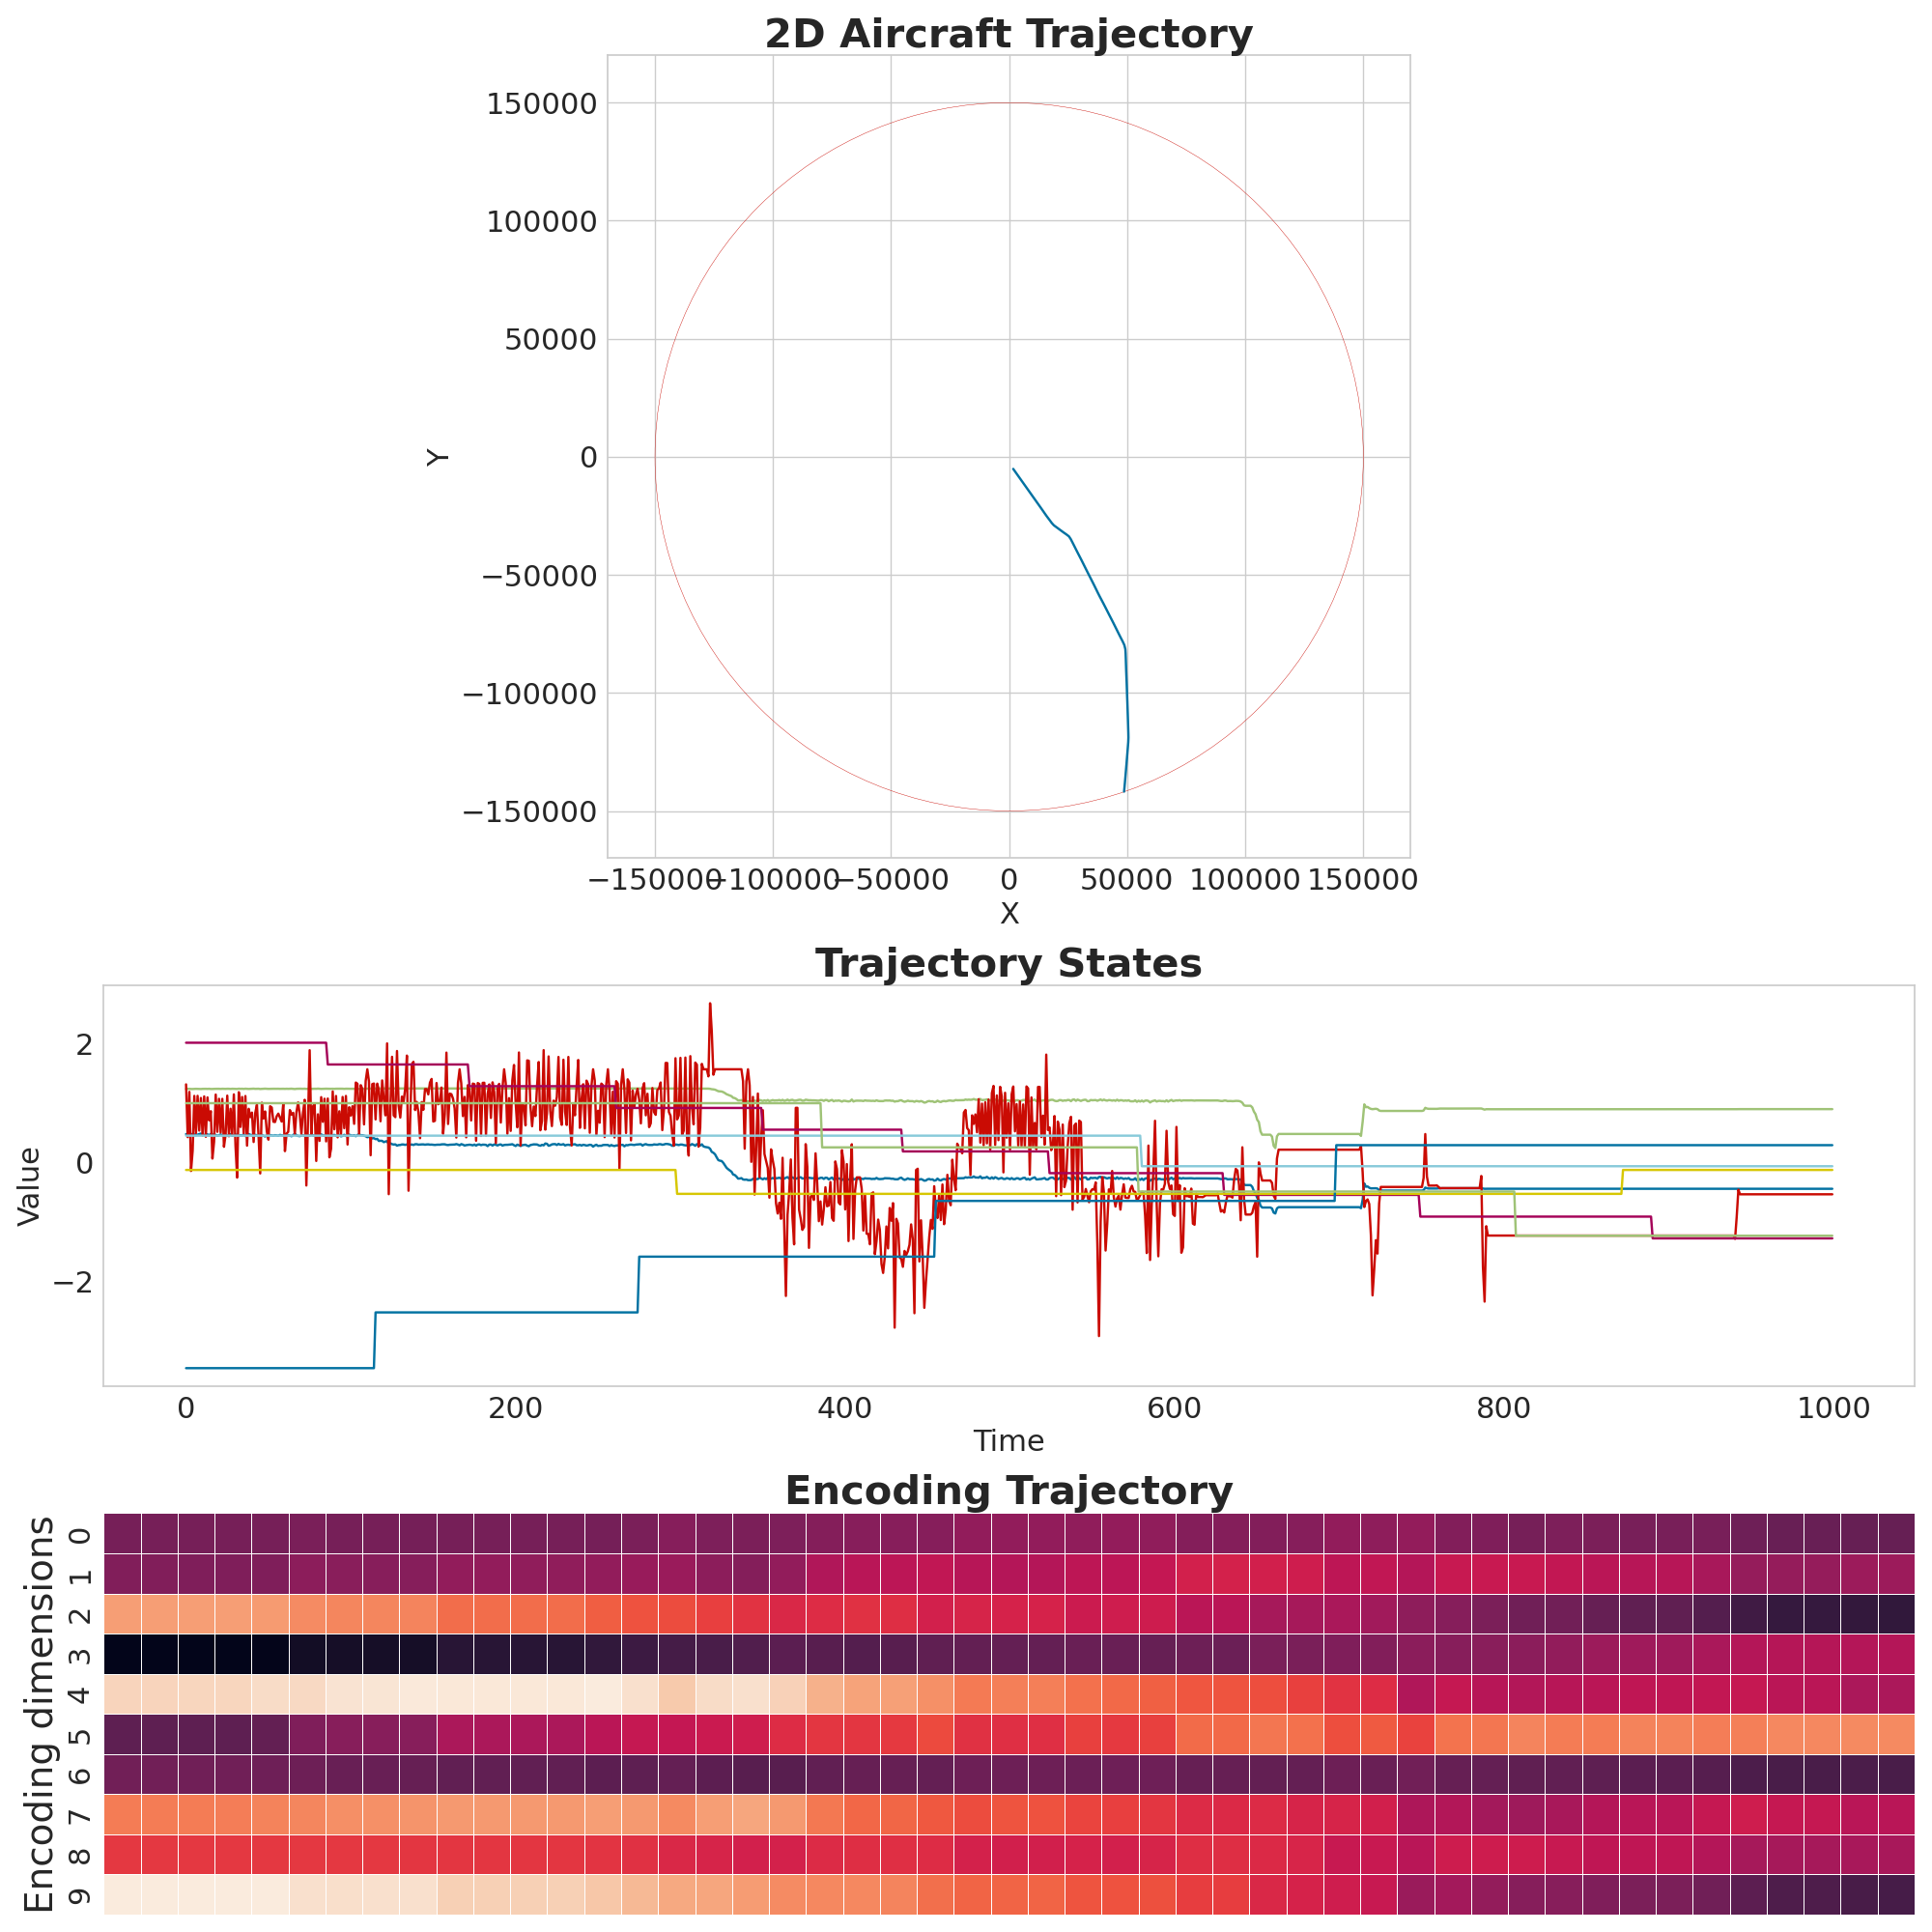 2D Aircraft Trajectory
150000
100000
50000
0
−50000
−100000
−150000
Y
−150000 −100000 −50000 0 50000 100000 150000
X
Trajectory States
2
0
−2
Value
0 200 400 600 800 1000
Time
Encoding Trajectory
Encoding dimensions
0
1
2
3
4
5
6
7
8
9